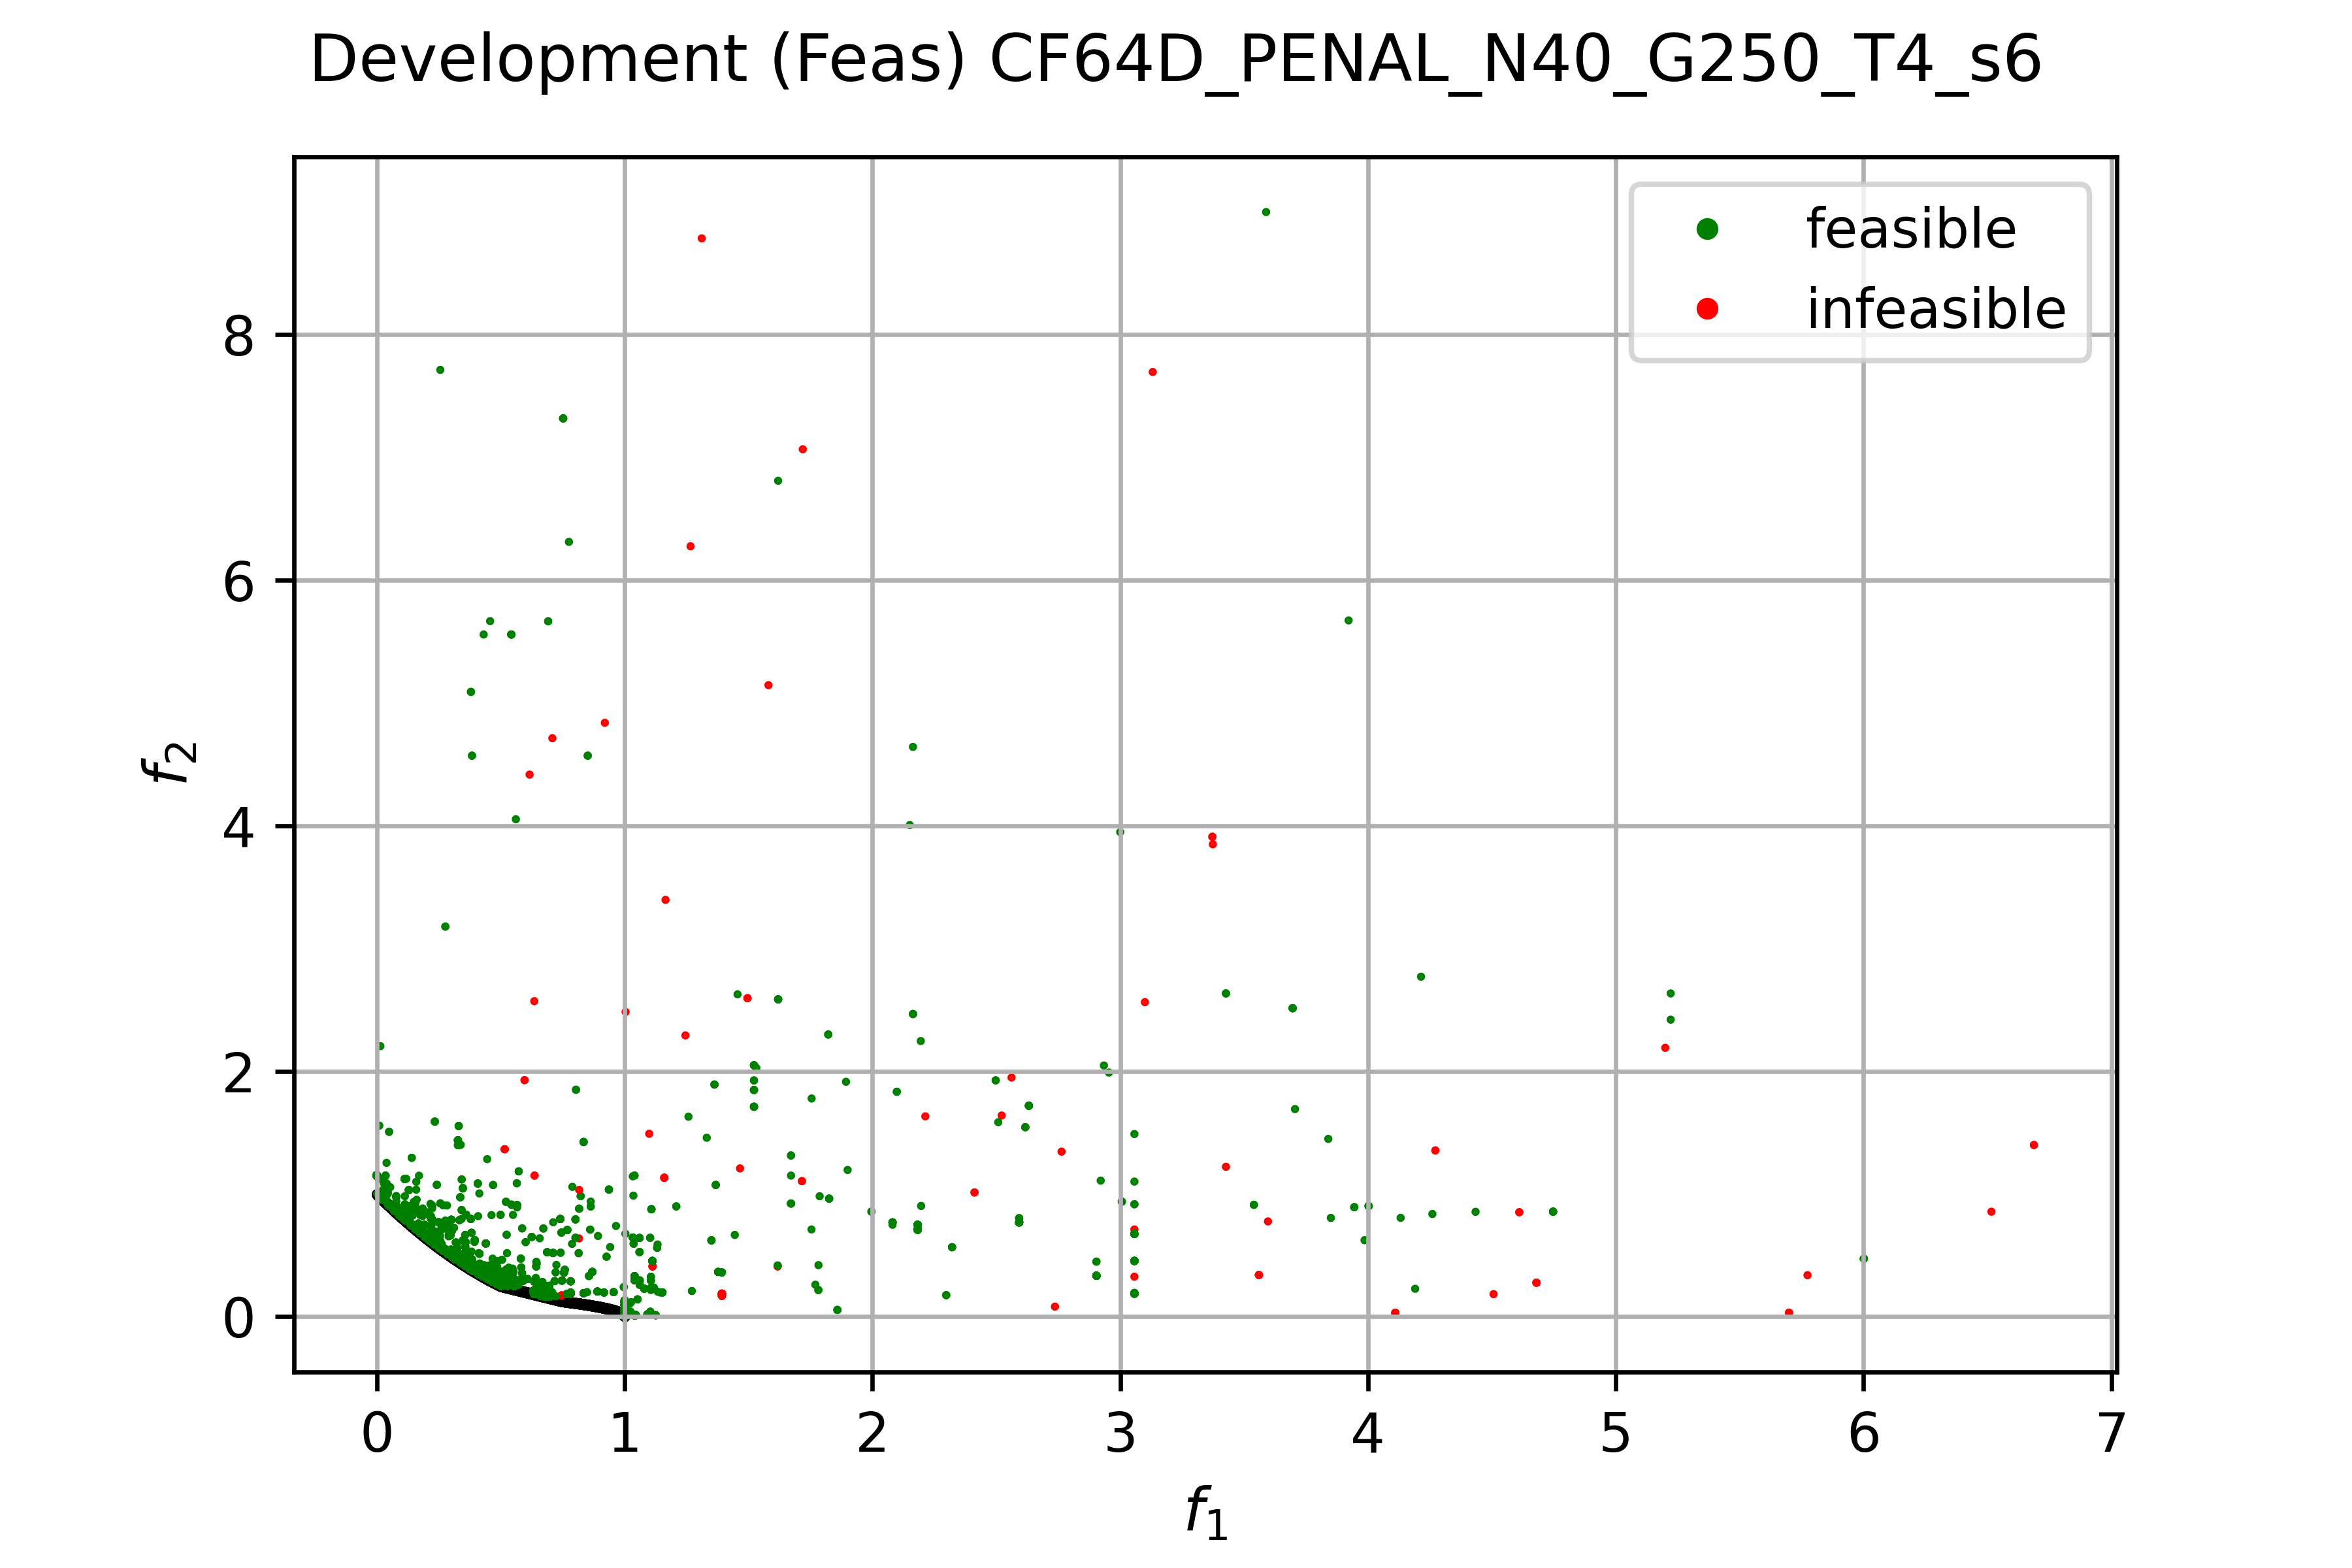 Development (Feas) CF64D_PENAL_N40_G250_T4_s6
feasible
infeasible
8
6
4
2
0
f2
0 1 2 3 4 5 6 7
f1